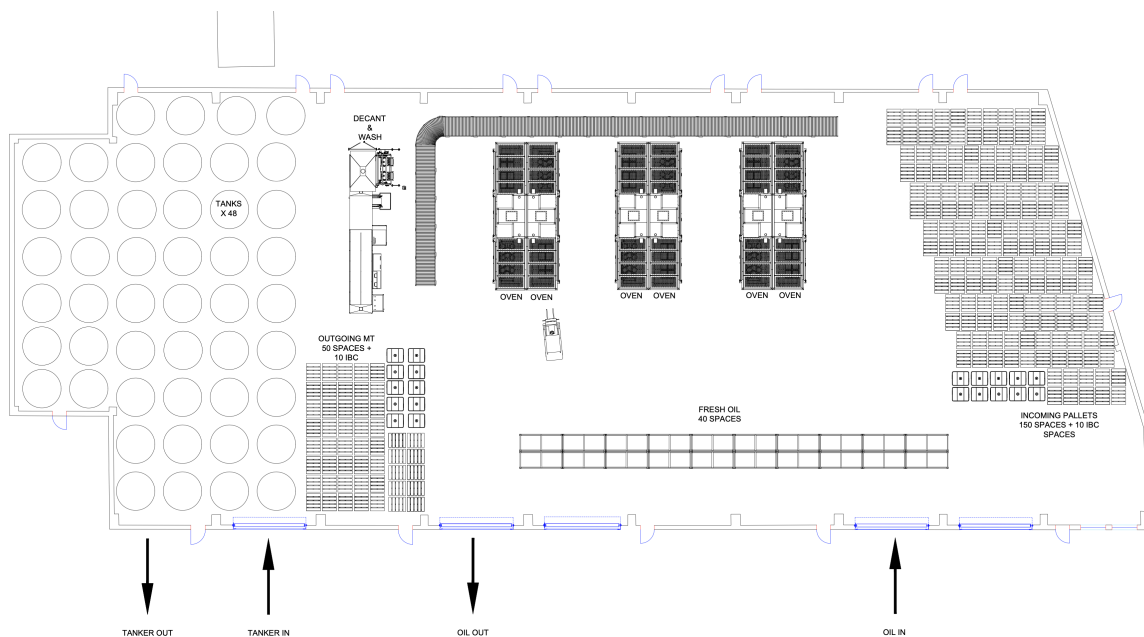 DECANT
&
WASH
TANKS
X 48
OVEN OVEN
OVEN OVEN
OVEN OVEN
OUTGOING MT
50 SPACES +
10 IBC
FRESH OIL
40 SPACES
INCOMING PALLETS
150 SPACES + 10 IBC
SPACES
TANKER OUT
TANKER IN
OIL OUT
OIL IN